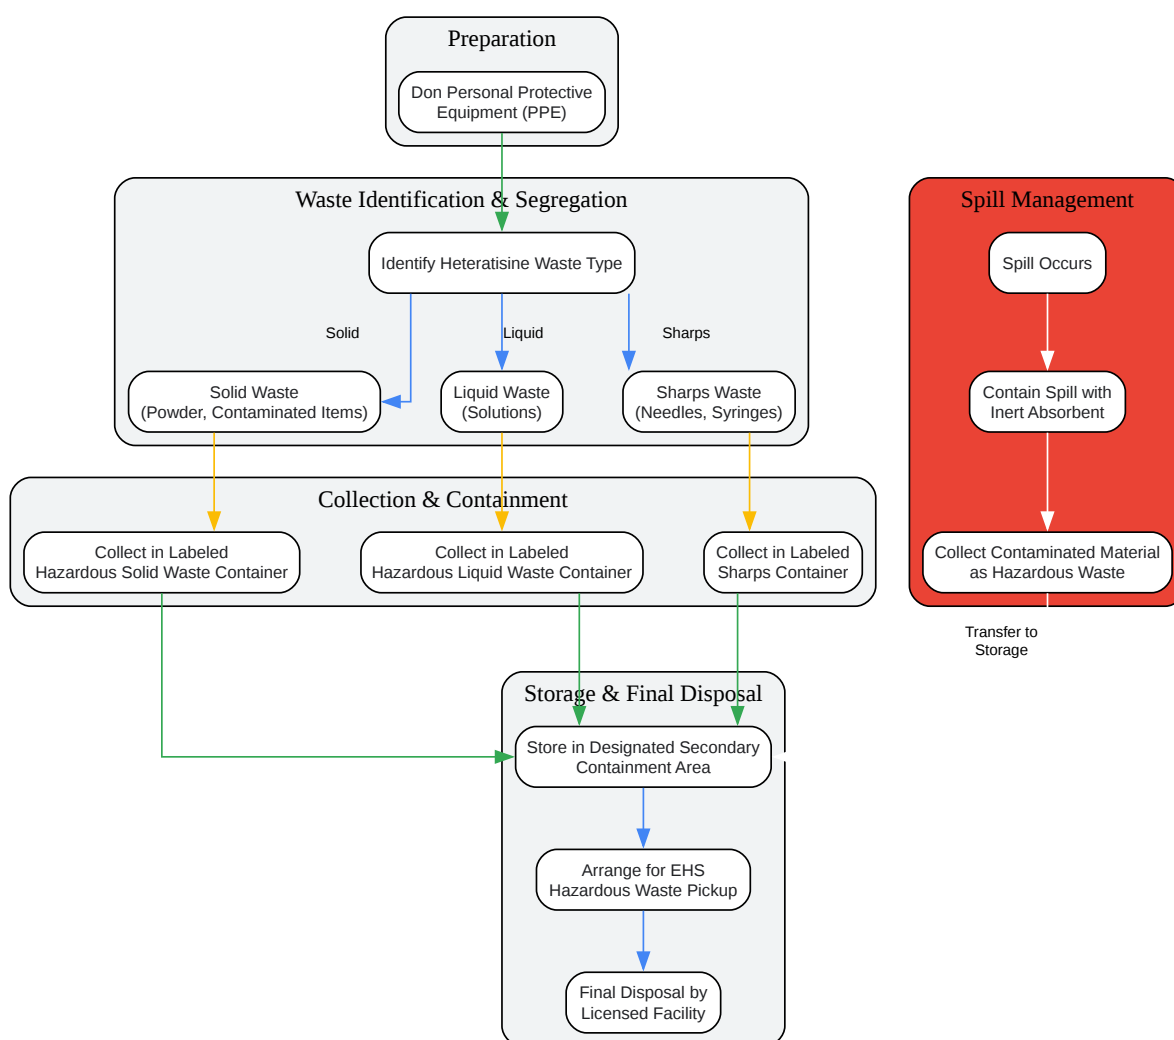 Preparation
Don Personal Protective
Equipment (PPE)
Waste Identification & Segregation
Identify Heteratisine Waste Type
Solid
Liquid
Sharps
Solid Waste
(Powder, Contaminated Items)
Liquid Waste
(Solutions)
Sharps Waste
(Needles, Syringes)
Collection & Containment
Collect in Labeled
Hazardous Solid Waste Container
Collect in Labeled
Hazardous Liquid Waste Container
Collect in Labeled
Sharps Container
Spill Management
Spill Occurs
Contain Spill with
Inert Absorbent
Collect Contaminated Material
as Hazardous Waste
Transfer to
Storage
Storage & Final Disposal
Store in Designated Secondary
Containment Area
Arrange for EHS
Hazardous Waste Pickup
Final Disposal by
Licensed Facility